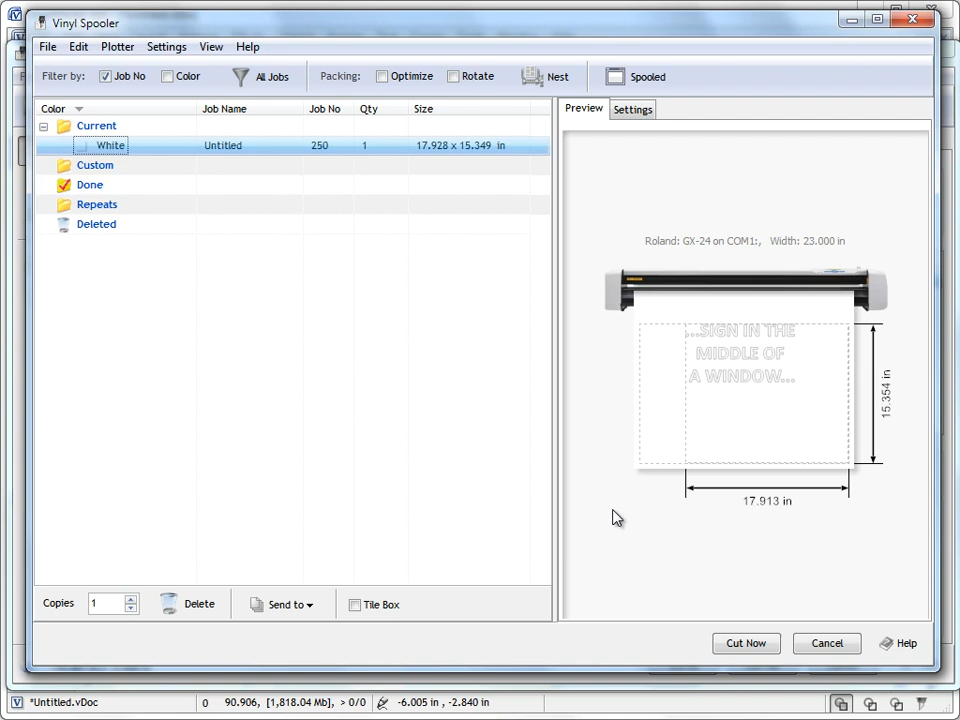 Vinyl Spooler
File Edit Plotter Settings View Help
Filter by: Job No Color All Jobs Packing: Optimize Rotate Nest Spooled
Color Job Name Job No Qty Size
Current
White Untitled 250 1 17.928 x 15.349 in
Custom
Done
Repeats
Deleted
Preview Settings
Roland: GX-24 on COM1:, Width: 23.000 in
...SIGN IN THE
MIDDLE OF
A WINDOW...
15.354 in
17.913 in
Copies 1 Delete Send to Tile Box
Cut Now Cancel Help
*Untitled.vDoc 0 90.906, [1,818.04 Mb], > 0/0 -6.005 in , -2.840 in